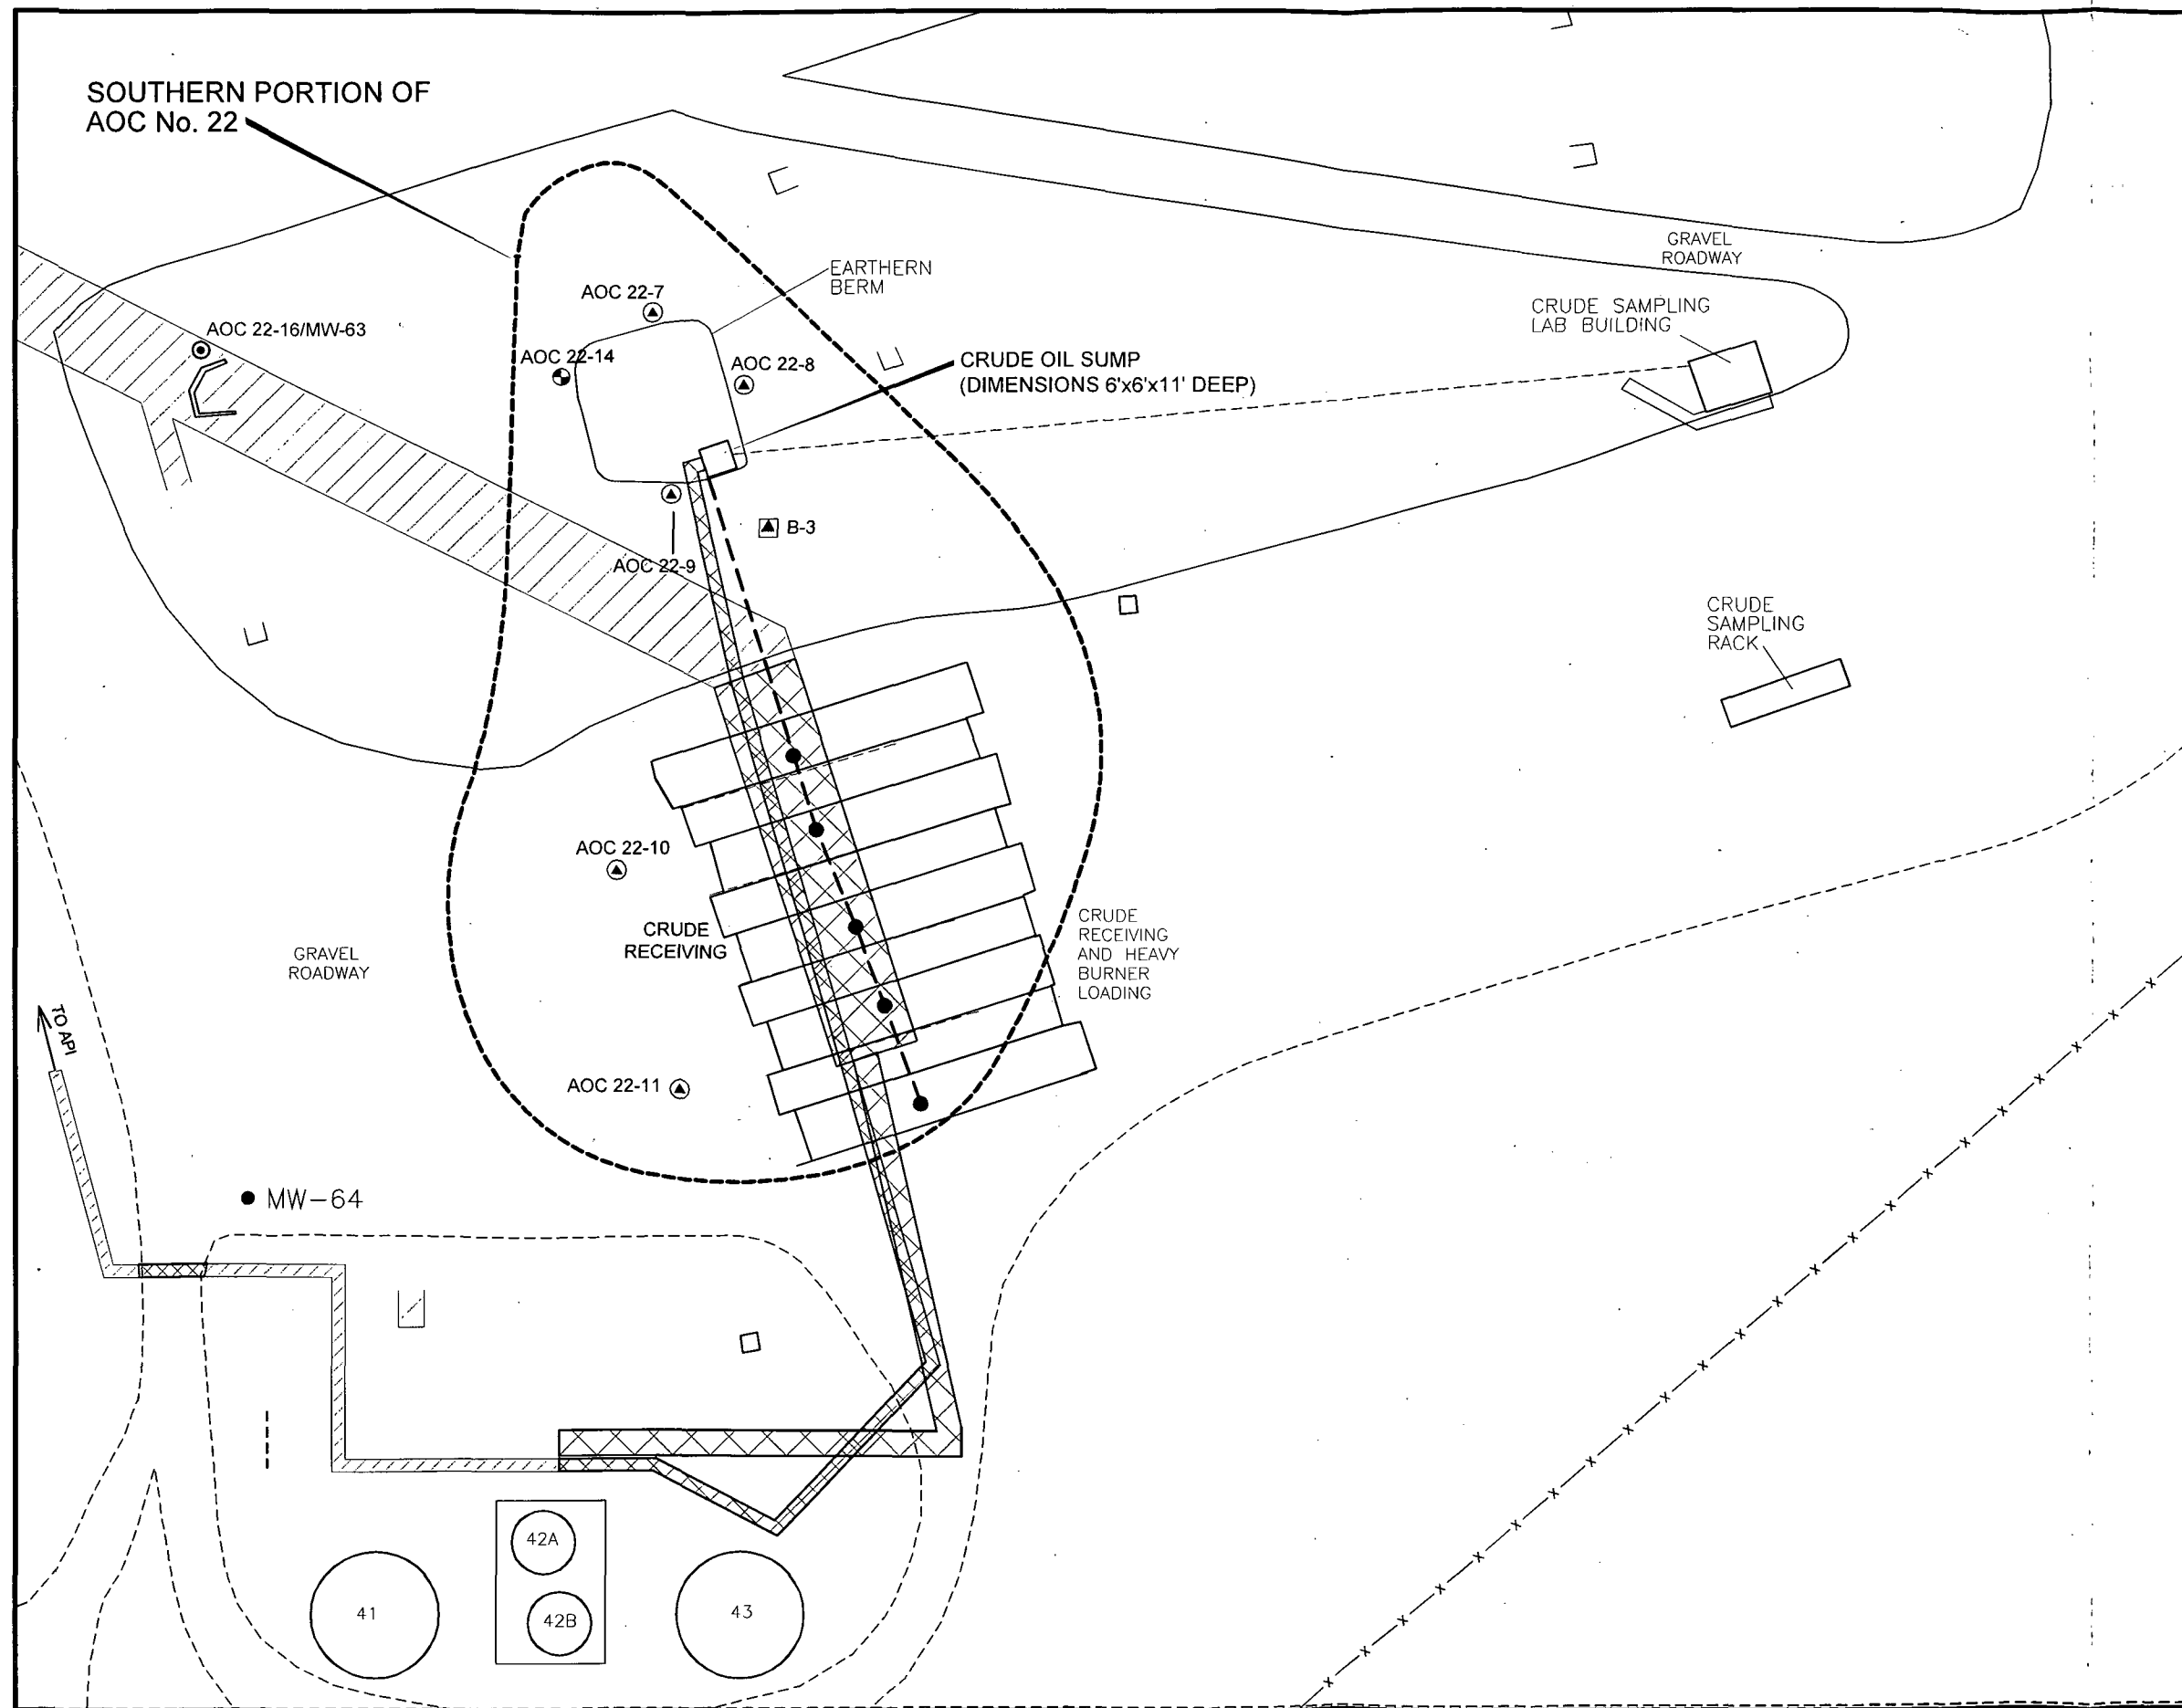 SOUTHERN PORTION OF
AOC No. 22
GRAVEL
ROADWAY
EARTHERN
BERM
AOC 22-7
CRUDE SAMPLING
LAB BUILDING
AOC 22-16/MW-63
AOC 22-14
AOC 22-8
CRUDE OIL SUMP
(DIMENSIONS 6'x6'x11' DEEP)
B-3
AOC 22-9
CRUDE
SAMPLING
RACK
AOC 22-10
CRUDE
RECEIVING
CRUDE
RECEIVING
AND HEAVY
BURNER
LOADING
GRAVEL
ROADWAY
TO API
AOC 22-11
MW-64
42A
42B
41
43